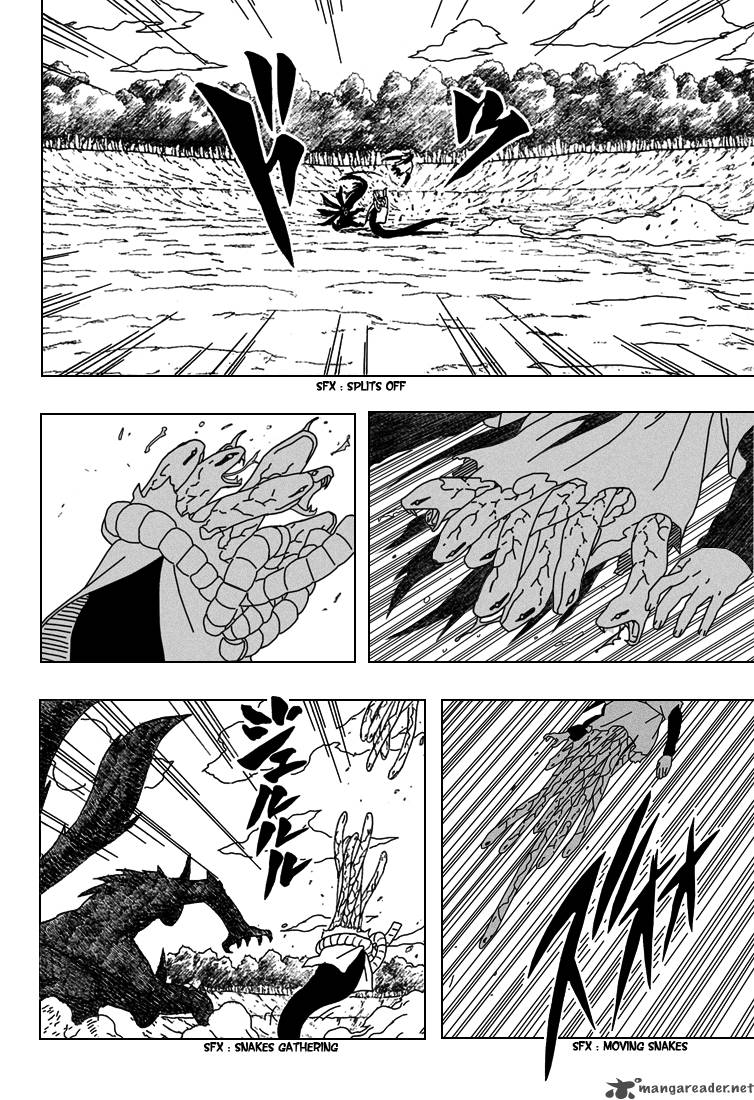 ドッ
SFX : SPLITS OFF
ジュルルル
SFX : SNAKES GATHERING
ズオオオ
SFX : MOVING SNAKES
mangareader.net